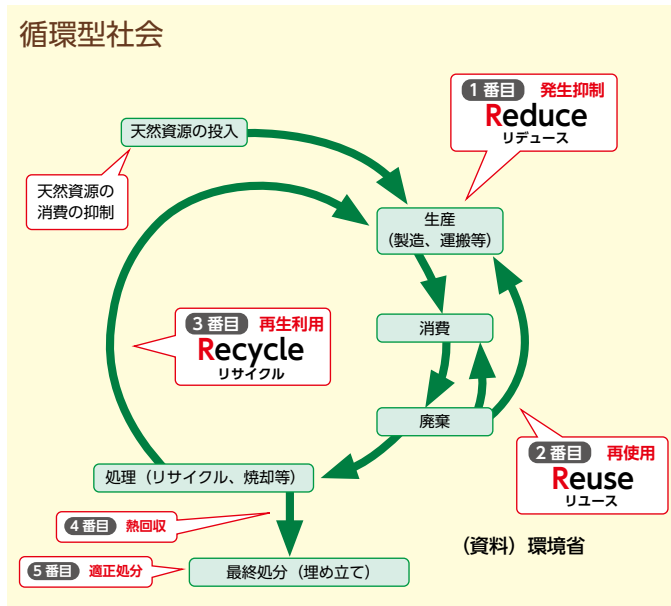 循環型社会
1番目 発生抑制
Reduce
リデュース
天然資源の投入
天然資源の
消費の抑制
生産
（製造、運搬等）
3番目 再生利用
Recycle
リサイクル
消費
廃棄
2番目 再使用
Reuse
リユース
処理（リサイクル、焼却等）
4番目 熱回収
（資料）環境省
5番目 適正処分
最終処分（埋め立て）